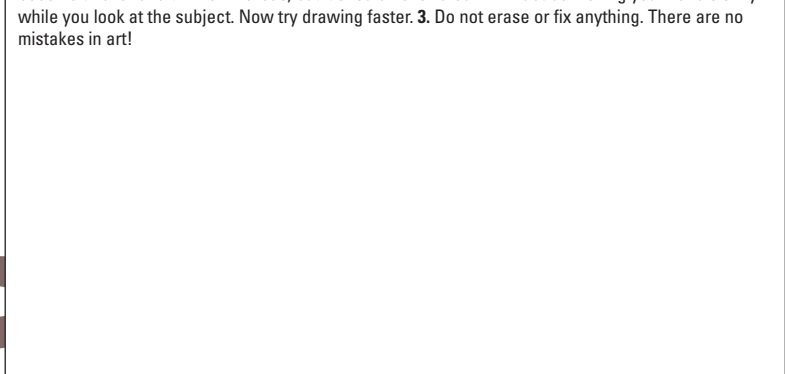 while you look at the subject. Now try drawing faster. 3. Do not erase or fix anything. There are no
mistakes in art!